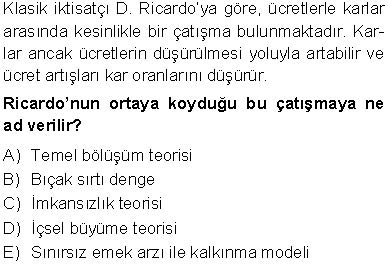 Klasik iktisatçı D. Ricardo'ya göre, ücretlerle karlar
arasında kesinlikle bir çatışma bulunmaktadır. Kar-
lar ancak ücretlerin düşürülmesi yoluyla artabilir ve
ücret artışları kar oranlarını düşürür.
Ricardo'nun ortaya koyduğu bu çatışmaya ne
ad verilir?
A) Temel bölüşüm teorisi
B) Bıçak sırtı denge
C) İmkansızlık teorisi
D) İçsel büyüme teorisi
E) Sınırsız emek arzı ile kalkınma modeli